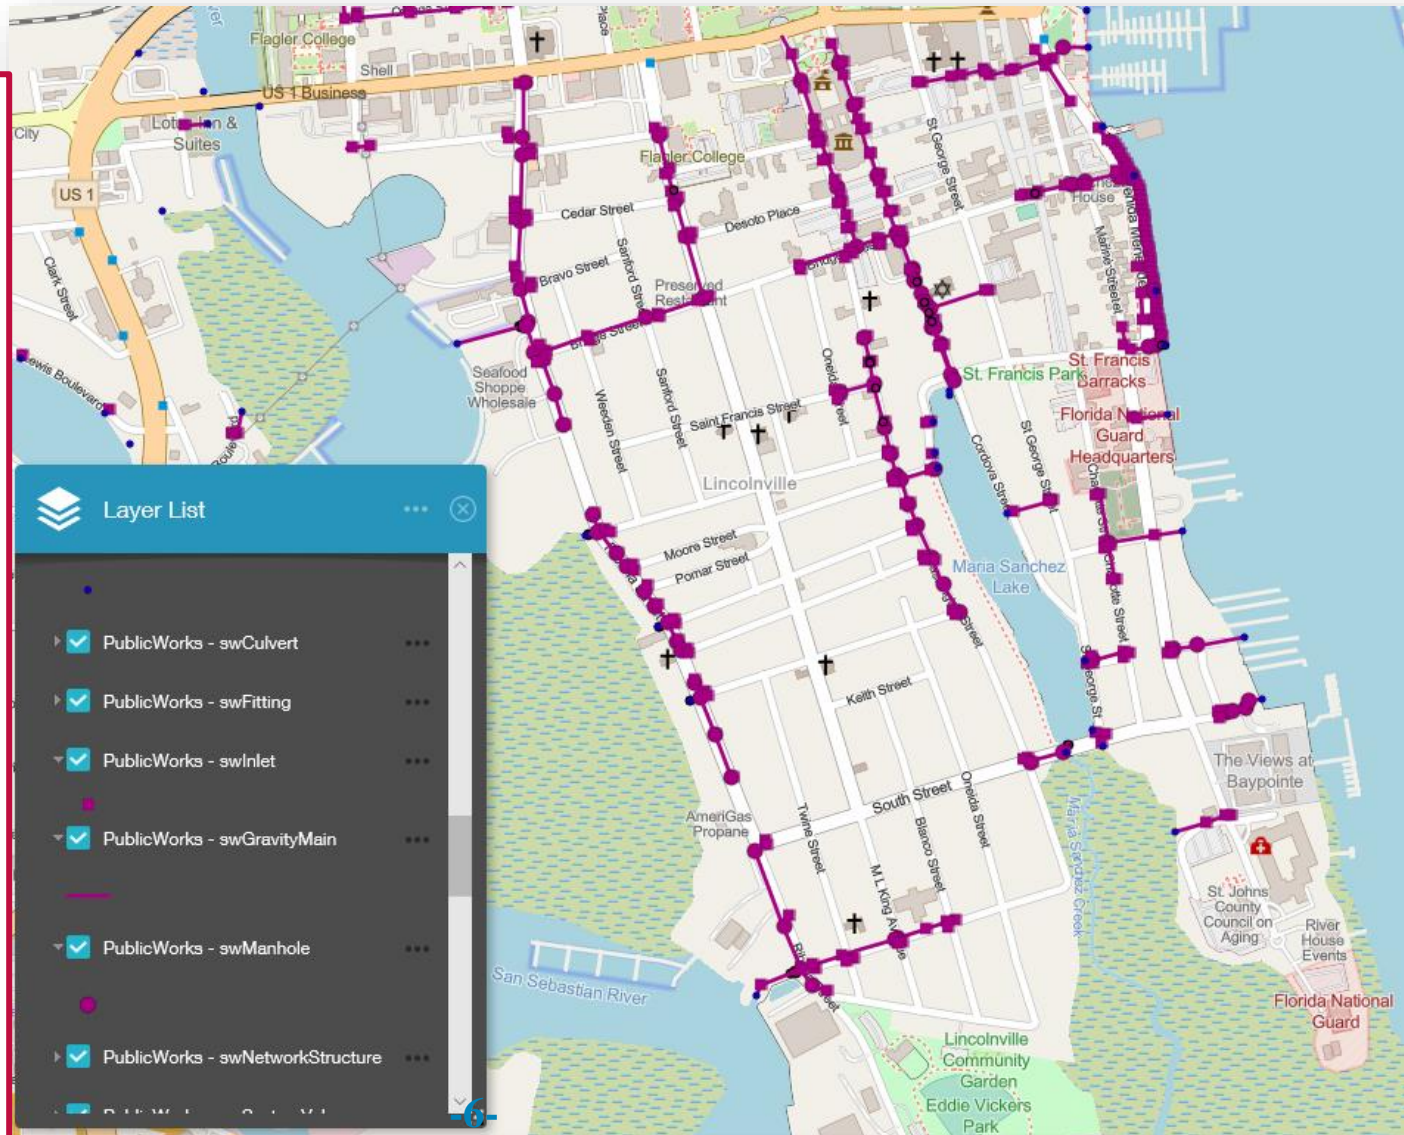 Flagler College
Shell
US 1 Business
City
Suites
US 1
Flagler College
St George Street
House
Marine Street
Cedar Street
Desoto Place
Sanford Street
Bravo Street
Clark Street
Preserved
Restaurant
Lewis Boulevard
Seafood
Shoppe
Wholesale
Weeden Street
Sanford Street
Saint Francis Street
St. Francis Park
St. Francis
Barracks
Florida National
Guard
Headquarters
Lincolnville
Cordova Street
St George Street
Moore Street
Pomar Street
Maria Sanchez
Lake
Keith Street
St George St
South Street
Oneida Street
The Views at
Baypointe
AmeriGas
Propane
Twine Street
Blanco Street
Maria Sanchez Creek
St. Johns
County
Council on
Aging
River
House
Events
San Sebastian River
Florida National
Guard
Lincolnville
Community
Garden
Eddie Vickers
Park
Layer List
PublicWorks - swCulvert
PublicWorks - swFitting
PublicWorks - swInlet
PublicWorks - swGravityMain
PublicWorks - swManhole
PublicWorks - swNetworkStructure
-6-